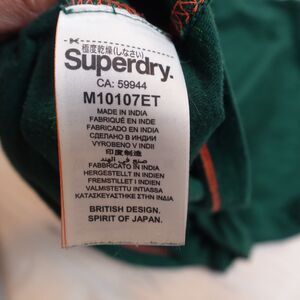 極度乾燥(しなさい)
Superdry.
CA: 59944
M10107ET
MADE IN INDIA
FABRIQUÉ EN INDE
FABRICADO EN INDIA
СДЕЛАНО В ИНДИИ
VYROBENO V INDII
印度制造
صنع في الهند
FABBRICATO IN INDIA
HERGESTELLT IN INDIEN
FREMSTILLET I INDIEN
VALMISTETTU INTIASSA
ΚΑΤΑΣΚΕΥΑΣΤΗΚΕ ΣΤΗΝ ΙΝΔΙΑ
BRITISH DESIGN.
SPIRIT OF JAPAN.